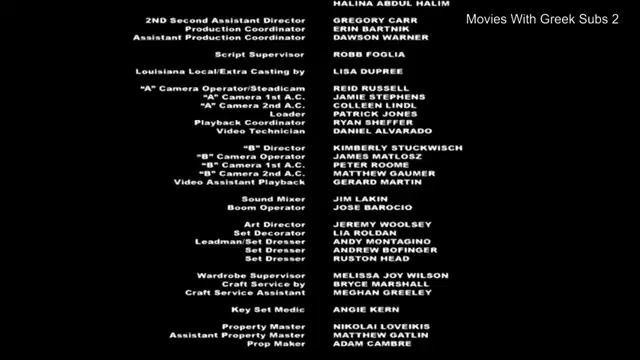 HALINA ABDUL HALIM
Movies With Greek Subs 2
2ND Second Assistant Director GREGORY CARR
Production Coordinator ERIN BARTNIK
Assistant Production Coordinator DAWSON WARNER
Script Supervisor ROBB FOGLIA
Louisiana Local/Extra Casting by LISA DUPREE
“A” Camera Operator/Steadicam REID RUSSELL
“A” Camera 1st A.C. JAMIE STEPHENS
“A” Camera 2nd A.C. COLLEEN LINDL
Loader PATRICK JONES
Playback Coordinator RYAN SHEFFER
Video Technician DANIEL ALVARADO
“B” Director KIMBERLY STUCKWISCH
“B” Camera Operator JAMES MATLOSZ
“B” Camera 1st A.C. PETER ROOME
“B” Camera 2nd A.C. MATTHEW GAUMER
Video Assistant Playback GERARD MARTIN
Sound Mixer JIM LAKIN
Boom Operator JOSE BAROCIO
Art Director JEREMY WOOLSEY
Set Decorator LIA ROLDAN
Leadman/Set Dresser ANDY MONTAGINO
Set Dresser ANDREW BOFINGER
Set Dresser RUSTON HEAD
Wardrobe Supervisor MELISSA JOY WILSON
Craft Service by BRYCE MARSHALL
Craft Service Assistant MEGHAN GREELEY
Key Set Medic ANGIE KERN
Property Master NIKOLAI LOVEIKIS
Assistant Property Master MATTHEW GATLIN
Prop Maker ADAM CAMBRE